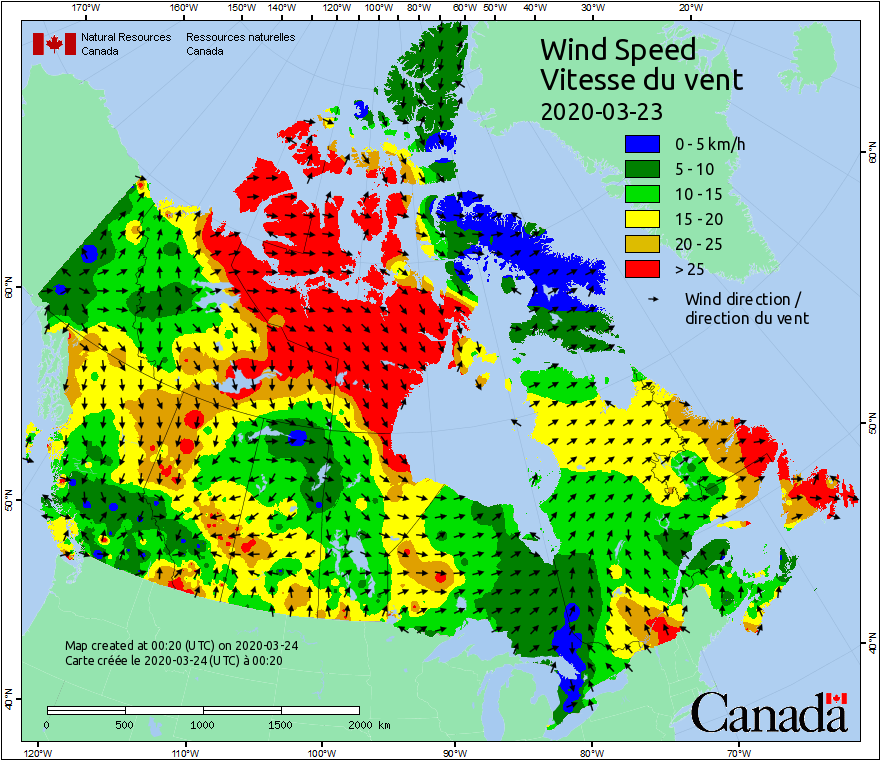 170°W 160°W 150°W 140°W 120°W 100°W 80°W 60°W 50°W 40°W 30°W 20°W
Natural Resources Canada
Ressources naturelles Canada
Wind Speed
Vitesse du vent
2020-03-23
0 - 5 km/h
5 - 10
10 - 15
15 - 20
20 - 25
> 25
Wind direction /
direction du vent
60°N
50°N
40°N
60°N
50°N
40°N
Map created at 00:20 (UTC) on 2020-03-24
Carte créée le 2020-03-24 (UTC) à 00:20
0 500 1000 1500 2000 km
Canada
120°W 110°W 100°W 90°W 80°W 70°W